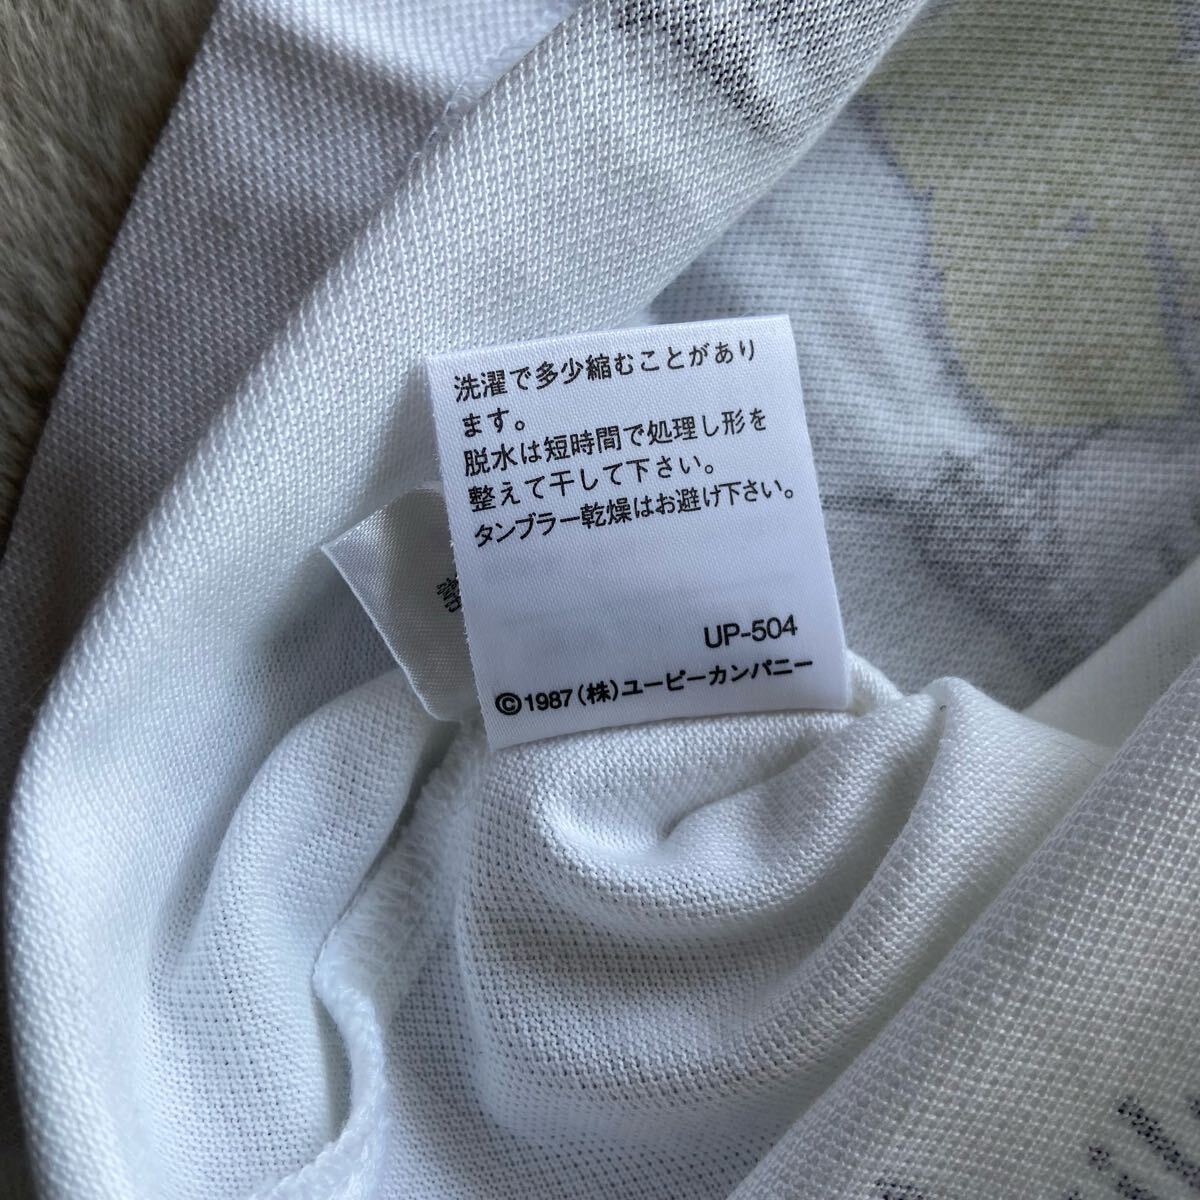 洗濯で多少縮むことがあり
ます。
脱水は短時間で処理し形を
整えて干して下さい。
タンブラー乾燥はお避け下さい。
UP-504
©1987(株)ユーピーカンパニー